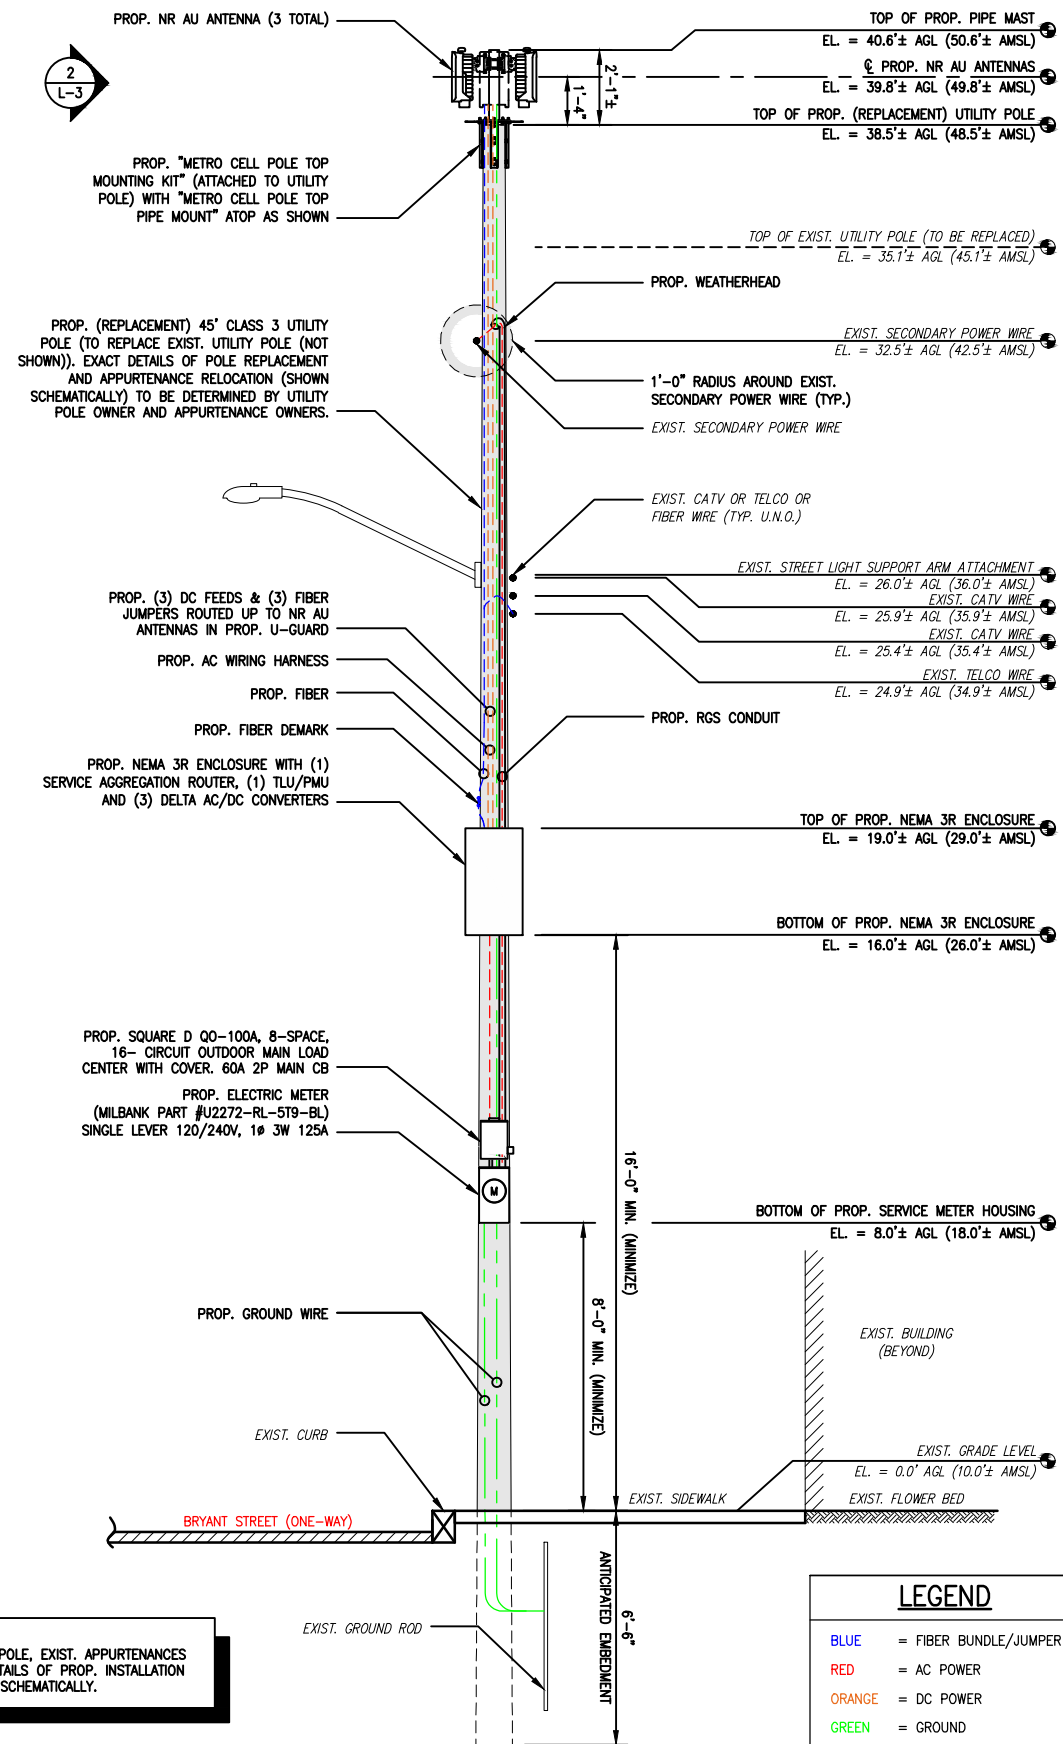 PROP. NR AU ANTENNA (3 TOTAL)
2
L-3
2'-1"±
1'-4"
TOP OF PROP. PIPE MAST
EL. = 40.6'± AGL (50.6'± AMSL)
℄ PROP. NR AU ANTENNAS
EL. = 39.8'± AGL (49.8'± AMSL)
TOP OF PROP. (REPLACEMENT) UTILITY POLE
EL. = 38.5'± AGL (48.5'± AMSL)
PROP. "METRO CELL POLE TOP
MOUNTING KIT" (ATTACHED TO UTILITY
POLE) WITH "METRO CELL POLE TOP
PIPE MOUNT" ATOP AS SHOWN
TOP OF EXIST. UTILITY POLE (TO BE REPLACED)
EL. = 35.1'± AGL (45.1'± AMSL)
PROP. WEATHERHEAD
PROP. (REPLACEMENT) 45' CLASS 3 UTILITY
POLE (TO REPLACE EXIST. UTILITY POLE (NOT
SHOWN)). EXACT DETAILS OF POLE REPLACEMENT
AND APPURTENANCE RELOCATION (SHOWN
SCHEMATICALLY) TO BE DETERMINED BY UTILITY
POLE OWNER AND APPURTENANCE OWNERS.
EXIST. SECONDARY POWER WIRE
EL. = 32.5'± AGL (42.5'± AMSL)
1'-0" RADIUS AROUND EXIST.
SECONDARY POWER WIRE (TYP.)
EXIST. SECONDARY POWER WIRE
EXIST. CATV OR TELCO OR
FIBER WIRE (TYP. U.N.O.)
EXIST. STREET LIGHT SUPPORT ARM ATTACHMENT
EL. = 26.0'± AGL (36.0'± AMSL)
EXIST. CATV WIRE
EL. = 25.9'± AGL (35.9'± AMSL)
EXIST. CATV WIRE
EL. = 25.4'± AGL (35.4'± AMSL)
EXIST. TELCO WIRE
EL. = 24.9'± AGL (34.9'± AMSL)
PROP. (3) DC FEEDS & (3) FIBER
JUMPERS ROUTED UP TO NR AU
ANTENNAS IN PROP. U-GUARD
PROP. AC WIRING HARNESS
PROP. FIBER
PROP. FIBER DEMARK
PROP. RGS CONDUIT
PROP. NEMA 3R ENCLOSURE WITH (1)
SERVICE AGGREGATION ROUTER, (1) TLU/PMU
AND (3) DELTA AC/DC CONVERTERS
TOP OF PROP. NEMA 3R ENCLOSURE
EL. = 19.0'± AGL (29.0'± AMSL)
BOTTOM OF PROP. NEMA 3R ENCLOSURE
EL. = 16.0'± AGL (26.0'± AMSL)
PROP. SQUARE D QO-100A, 8-SPACE,
16- CIRCUIT OUTDOOR MAIN LOAD
CENTER WITH COVER. 60A 2P MAIN CB
PROP. ELECTRIC METER
(MILBANK PART #U2272-RL-5T9-BL)
SINGLE LEVER 120/240V, 1ø 3W 125A
M
16'-0" MIN. (MINIMIZE)
BOTTOM OF PROP. SERVICE METER HOUSING
EL. = 8.0'± AGL (18.0'± AMSL)
8'-0" MIN. (MINIMIZE)
PROP. GROUND WIRE
EXIST. BUILDING
(BEYOND)
EXIST. CURB
EXIST. GRADE LEVEL
EL. = 0.0' AGL (10.0'± AMSL)
EXIST. SIDEWALK
EXIST. FLOWER BED
BRYANT STREET (ONE-WAY)
6'-6"
ANTICIPATED EMBEDMENT
EXIST. GROUND ROD
POLE, EXIST. APPURTENANCES
TAILS OF PROP. INSTALLATION
SCHEMATICALLY.
LEGEND
BLUE = FIBER BUNDLE/JUMPER
RED = AC POWER
ORANGE = DC POWER
GREEN = GROUND